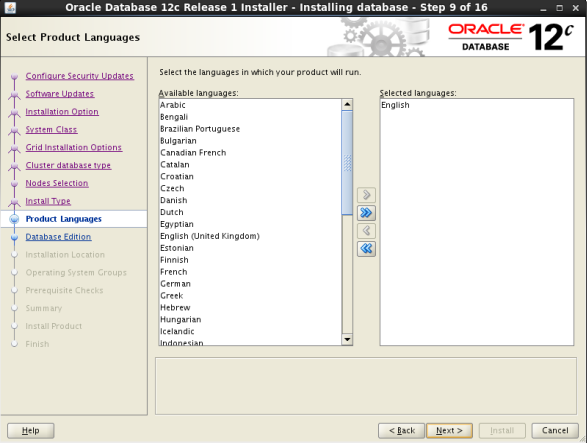 Oracle Database 12c Release 1 Installer - Installing database - Step 9 of 16
Select Product Languages
ORACLE
DATABASE
12c
Configure Security Updates
Software Updates
Installation Option
System Class
Grid Installation Options
Cluster database type
Nodes Selection
Install Type
Product Languages
Database Edition
Installation Location
Operating System Groups
Prerequisite Checks
Summary
Install Product
Finish
Select the languages in which your product will run.
Available languages:
Arabic
Bengali
Brazilian Portuguese
Bulgarian
Canadian French
Catalan
Croatian
Czech
Danish
Dutch
Egyptian
English (United Kingdom)
Estonian
Finnish
French
German
Greek
Hebrew
Hungarian
Icelandic
Indonesian
Selected languages:
English
Help
< Back
Next >
Install
Cancel